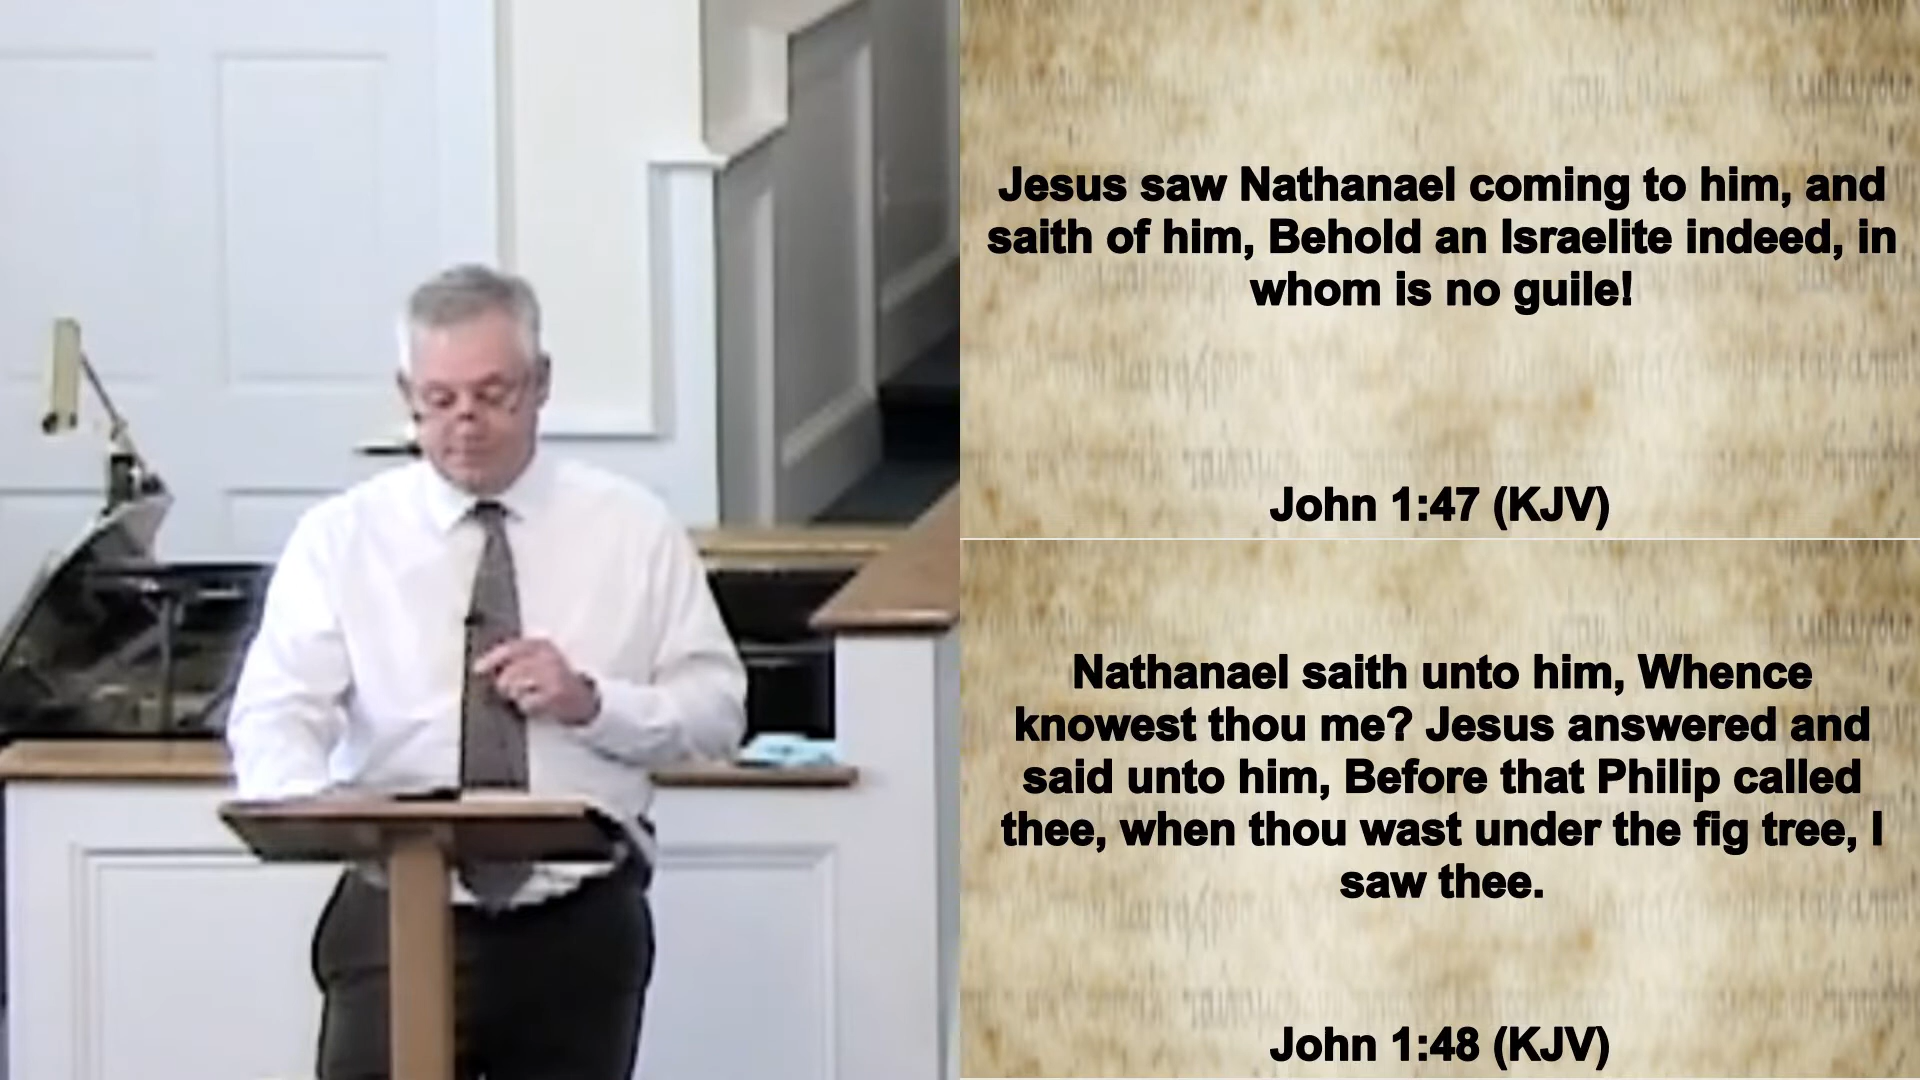 Jesus saw Nathanael coming to him, and
saith of him, Behold an Israelite indeed, in
whom is no guile!
John 1:47 (KJV)
Nathanael saith unto him, Whence
knowest thou me? Jesus answered and
said unto him, Before that Philip called
thee, when thou wast under the fig tree, I
saw thee.
John 1:48 (KJV)